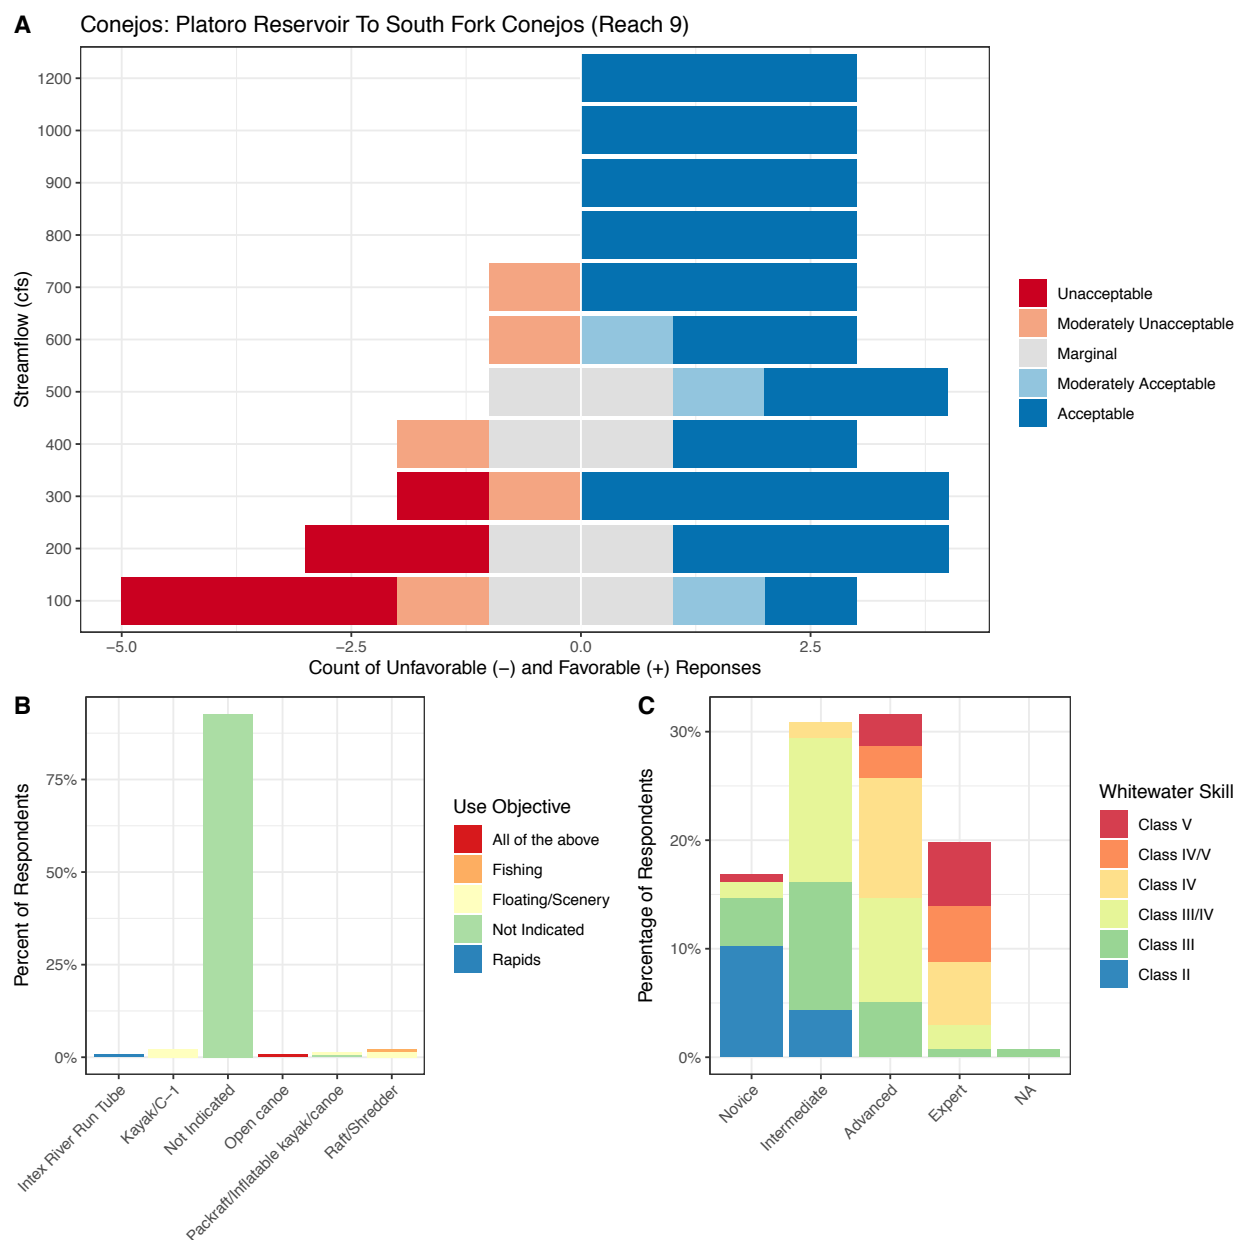 A
Conejos: Platoro Reservoir To South Fork Conejos (Reach 9)
Streamflow (cfs)
1200
1000
900
800
700
600
500
400
300
200
100
−5.0
−2.5
0.0
2.5
Count of Unfavorable (−) and Favorable (+) Reponses
Unacceptable
Moderately Unacceptable
Marginal
Moderately Acceptable
Acceptable
B
Percent of Respondents
75%
50%
25%
0%
Intex River Run Tube
Kayak/C−1
Not Indicated
Open canoe
Packraft/Inflatable kayak/canoe
Raft/Shredder
Use Objective
All of the above
Fishing
Floating/Scenery
Not Indicated
Rapids
C
Percentage of Respondents
30%
20%
10%
0%
Novice
Intermediate
Advanced
Expert
NA
Whitewater Skill
Class V
Class IV/V
Class IV
Class III/IV
Class III
Class II